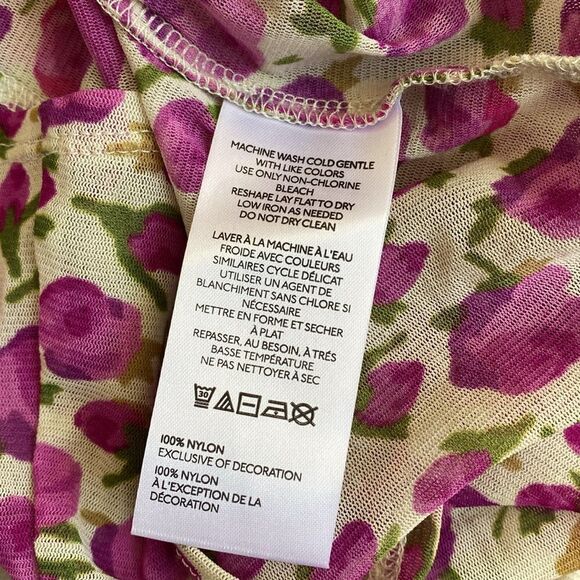 MACHINE WASH COLD GENTLE
WITH LIKE COLORS
USE ONLY NON-CHLORINE
BLEACH
RESHAPE LAY FLAT TO DRY
LOW IRON AS NEEDED
DO NOT DRY CLEAN
LAVER À LA MACHINE À L'EAU
FROIDE AVEC COULEURS
SIMILAIRES CYCLE DÉLICAT
UTILISER UN AGENT DE
BLANCHIMENT SANS CHLORE SI
NÉCESSAIRE
METTRE EN FORME ET SECHER
À PLAT
REPASSER, AU BESOIN, À TRÉS
BASSE TEMPÉRATURE
NE PAS NETTOYER À SEC
30
100% NYLON
EXCLUSIVE OF DECORATION
100% NYLON
À L'EXCEPTION DE LA
DÉCORATION